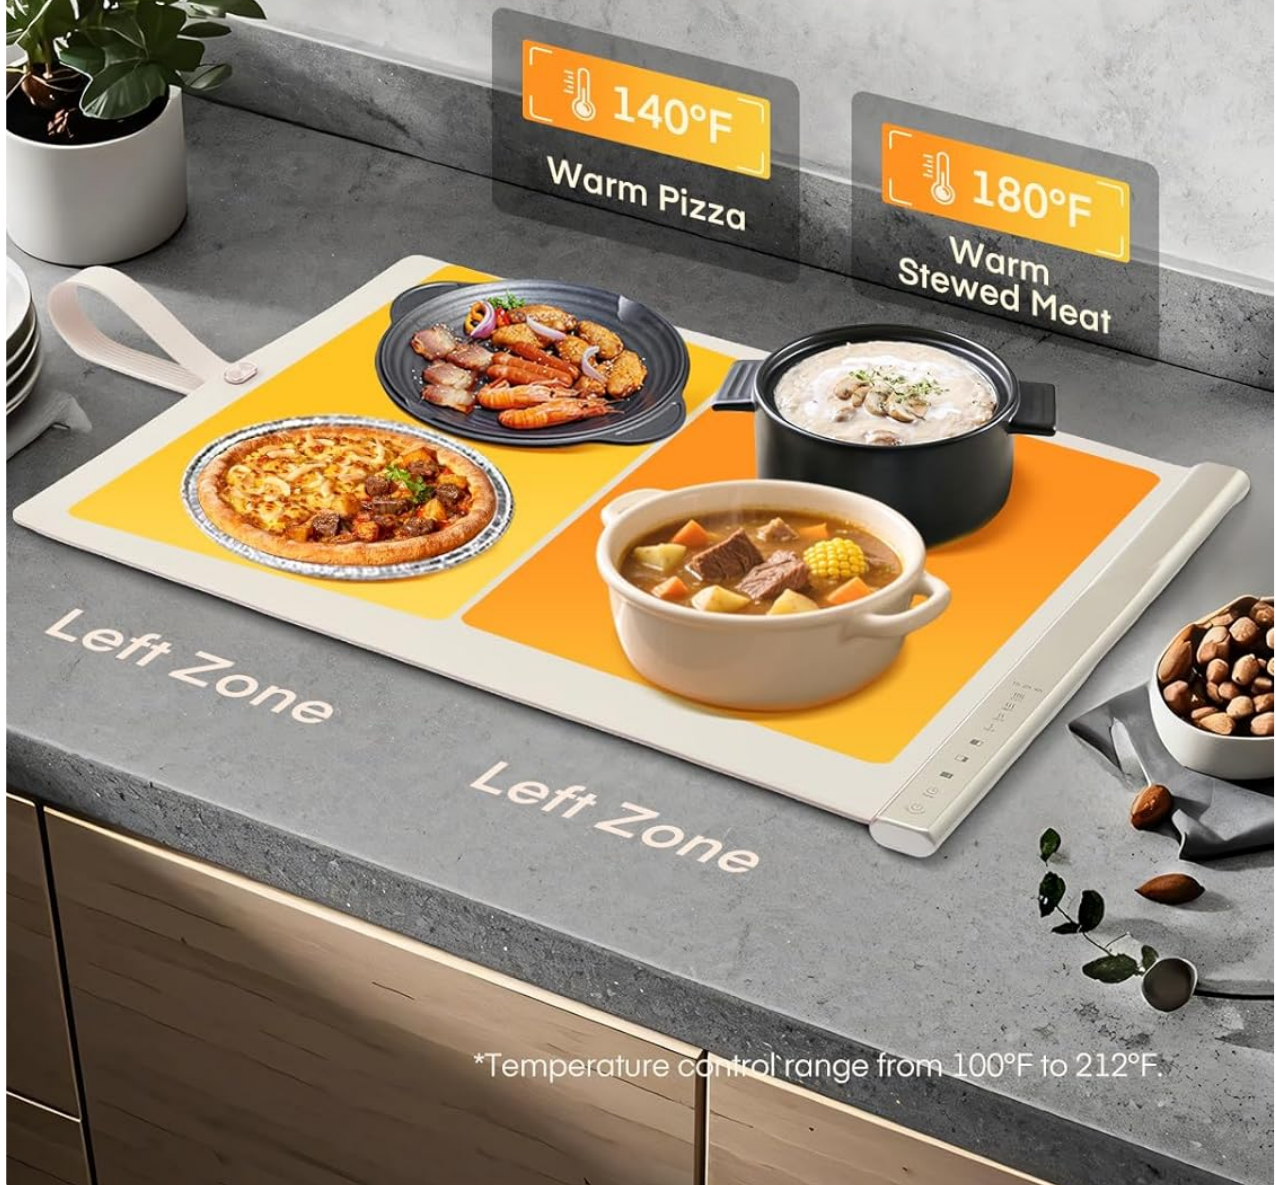 140°F
Warm Pizza
180°F
Warm
Stewed Meat
Left Zone
Left Zone
*Temperature control range from 100°F to 212°F.